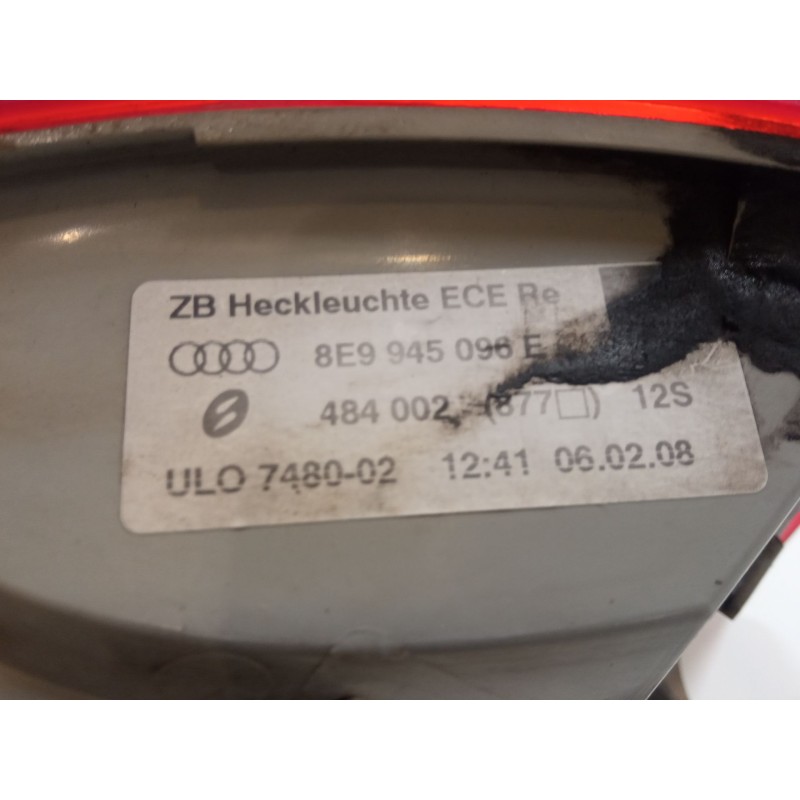 ZB Heckleuchte ECE Re
8E9 945 096 E
484 002 (877□) 12S
ULO 7480-02 12:41 06.02.08